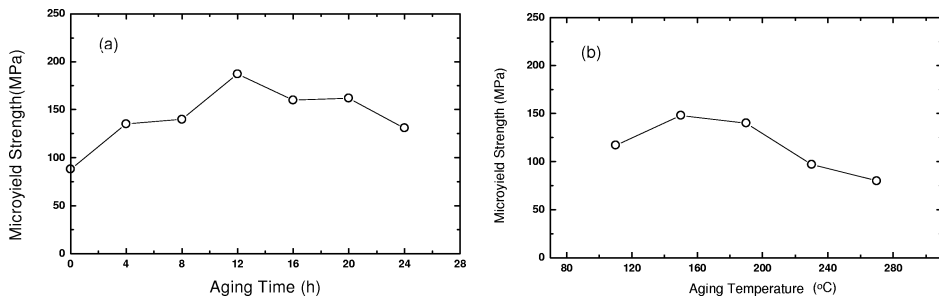 (a)
Microyield Strength(MPa)
250
200
150
100
50
0
0 4 8 12 16 20 24 28
Aging Time (h)
(b)
Microyield Strength (MPa)
250
200
150
100
50
0
80 120 160 200 240 280
Aging Temperature (oC)